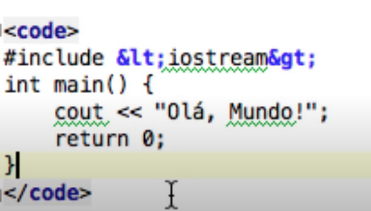 <code>
#include &lt;iostream&gt;
int main() {
    cout << "Olá, Mundo!";
    return 0;
}
</code>